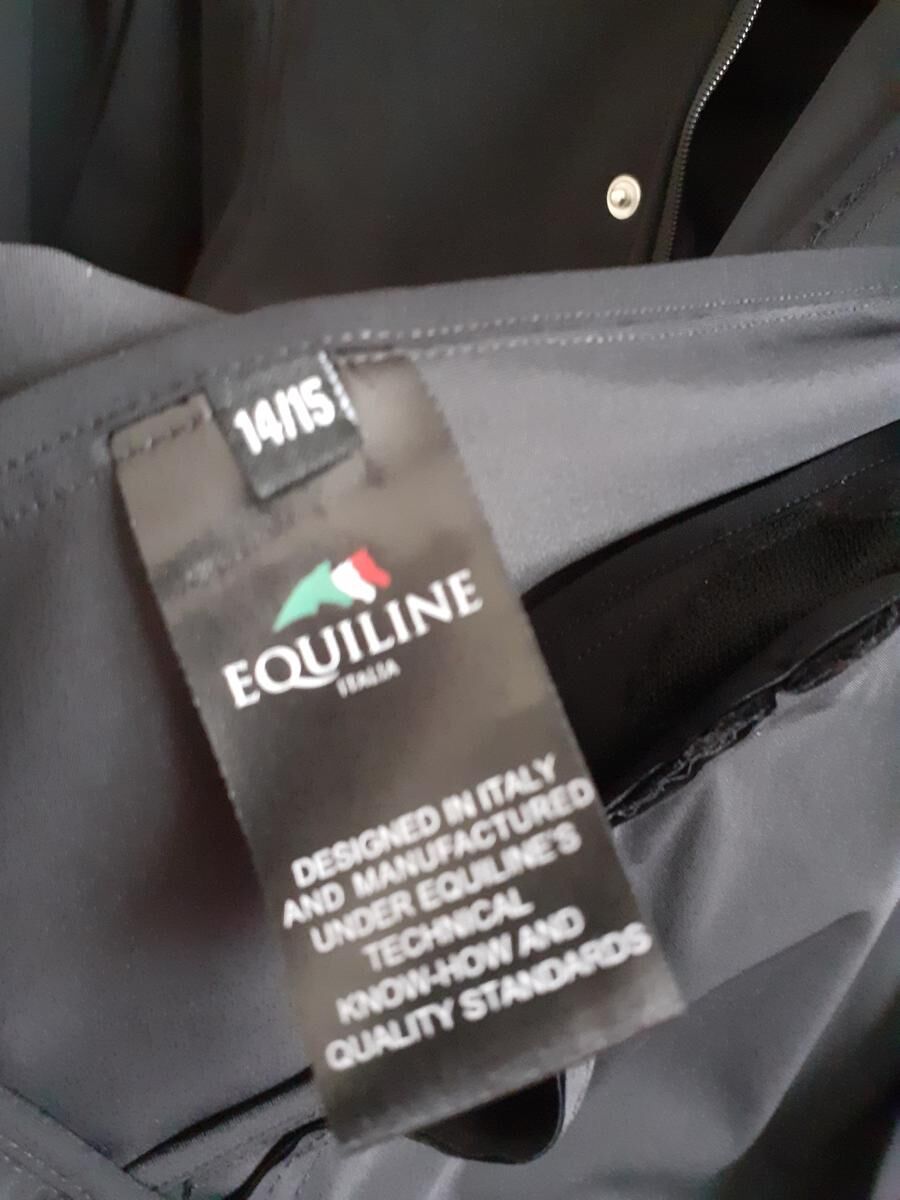 14/15
EQUILINE
ITALIA
DESIGNED IN ITALY
AND MANUFACTURED
UNDER EQUILINE'S
TECHNICAL
KNOW-HOW AND
QUALITY STANDARDS